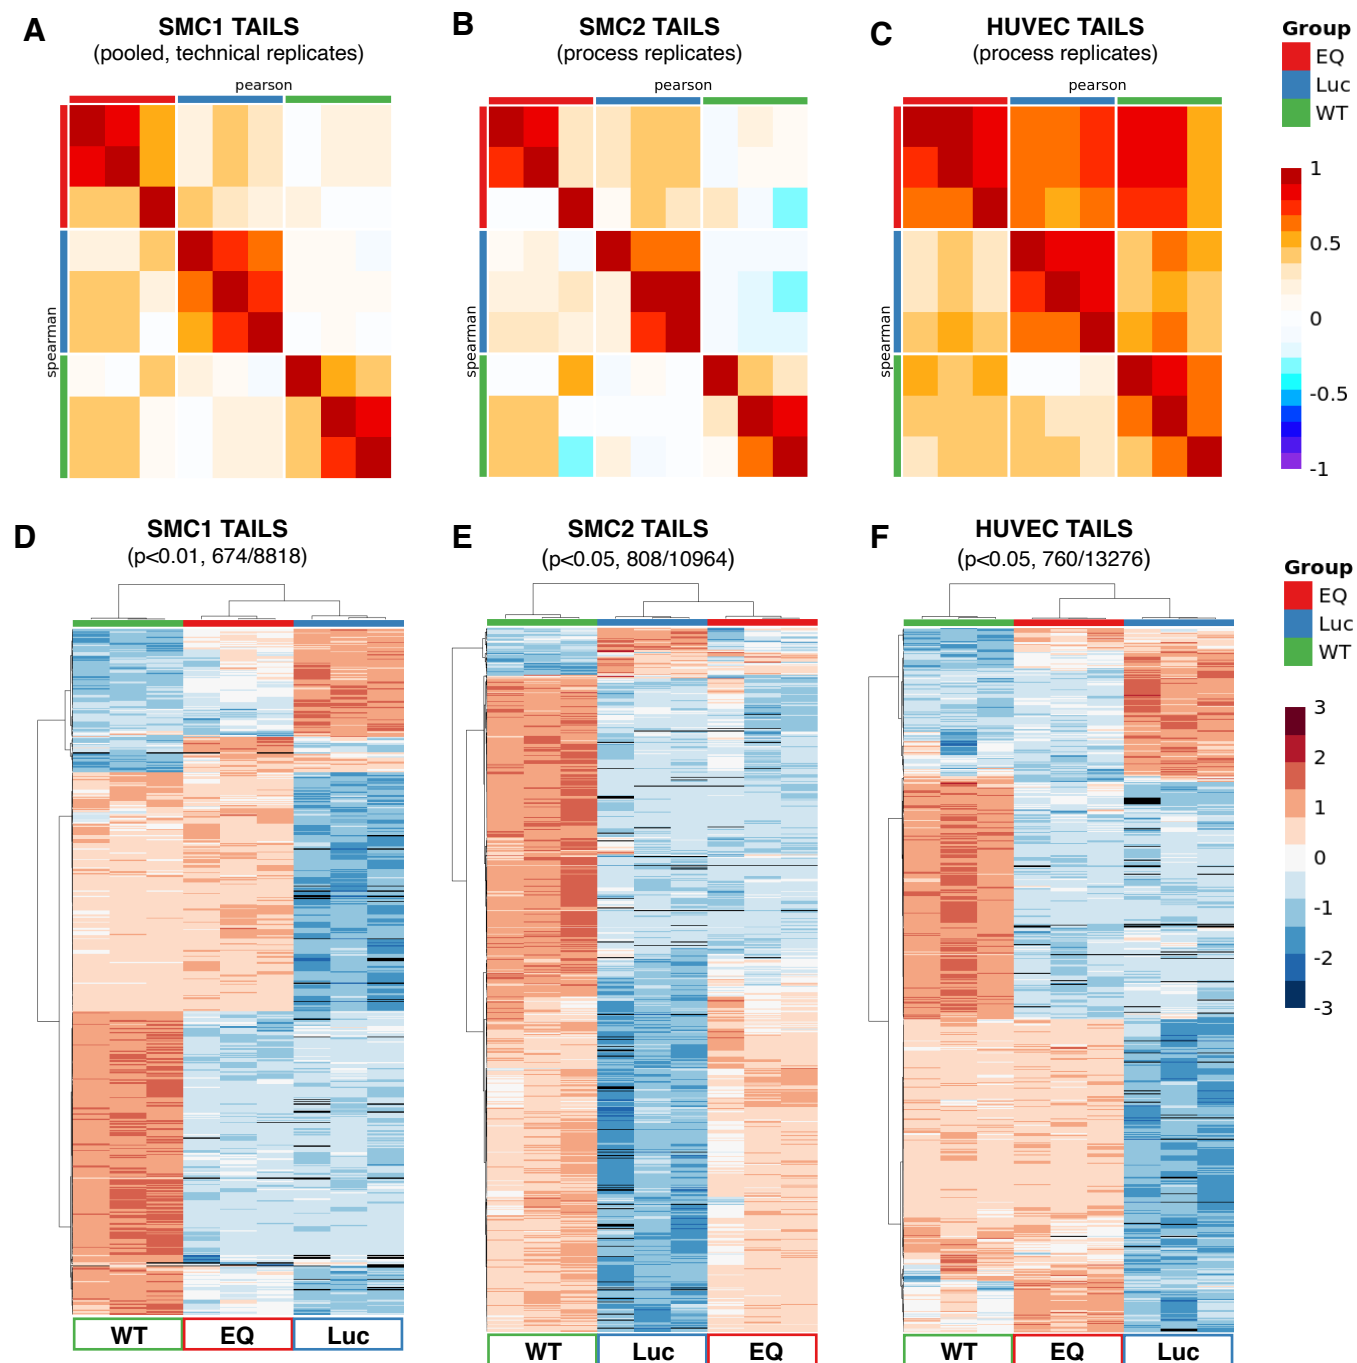 A
SMC1 TAILS
(pooled, technical replicates)
pearson
spearman
B
SMC2 TAILS
(process replicates)
pearson
spearman
C
HUVEC TAILS
(process replicates)
pearson
spearman
Group
EQ
Luc
WT
1
0.5
0
-0.5
-1
D
SMC1 TAILS
(p<0.01, 674/8818)
WT
EQ
Luc
E
SMC2 TAILS
(p<0.05, 808/10964)
WT
Luc
EQ
F
HUVEC TAILS
(p<0.05, 760/13276)
WT
EQ
Luc
Group
EQ
Luc
WT
3
2
1
0
-1
-2
-3